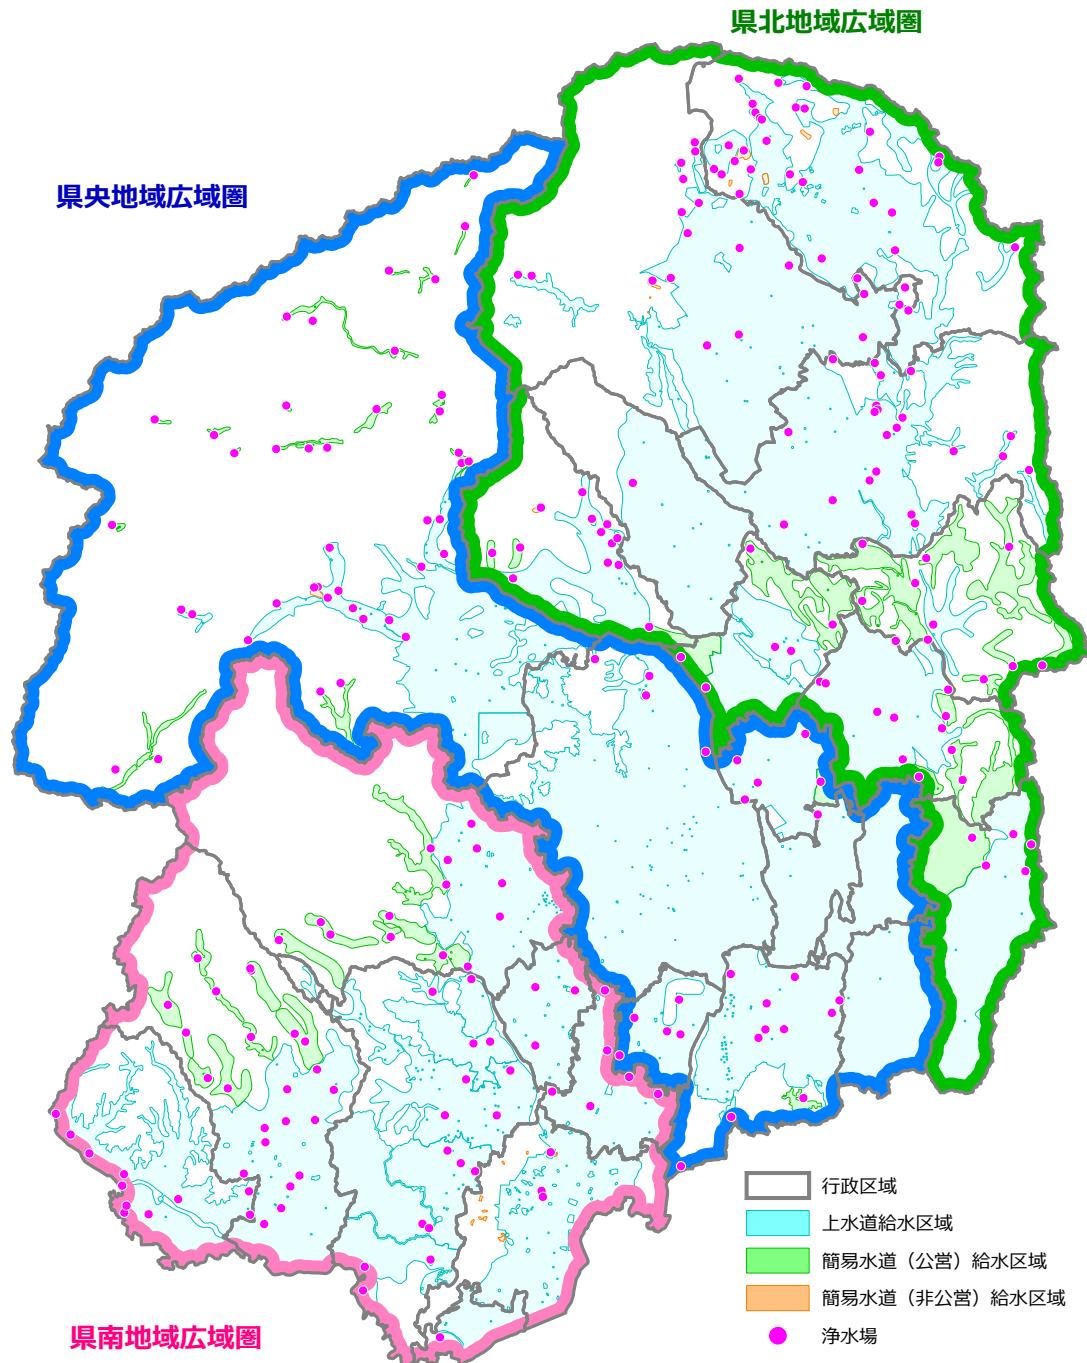 県北地域広域圏
県央地域広域圏
行政区域
上水道給水区域
簡易水道（公営）給水区域
簡易水道（非公営）給水区域
浄水場
県南地域広域圏